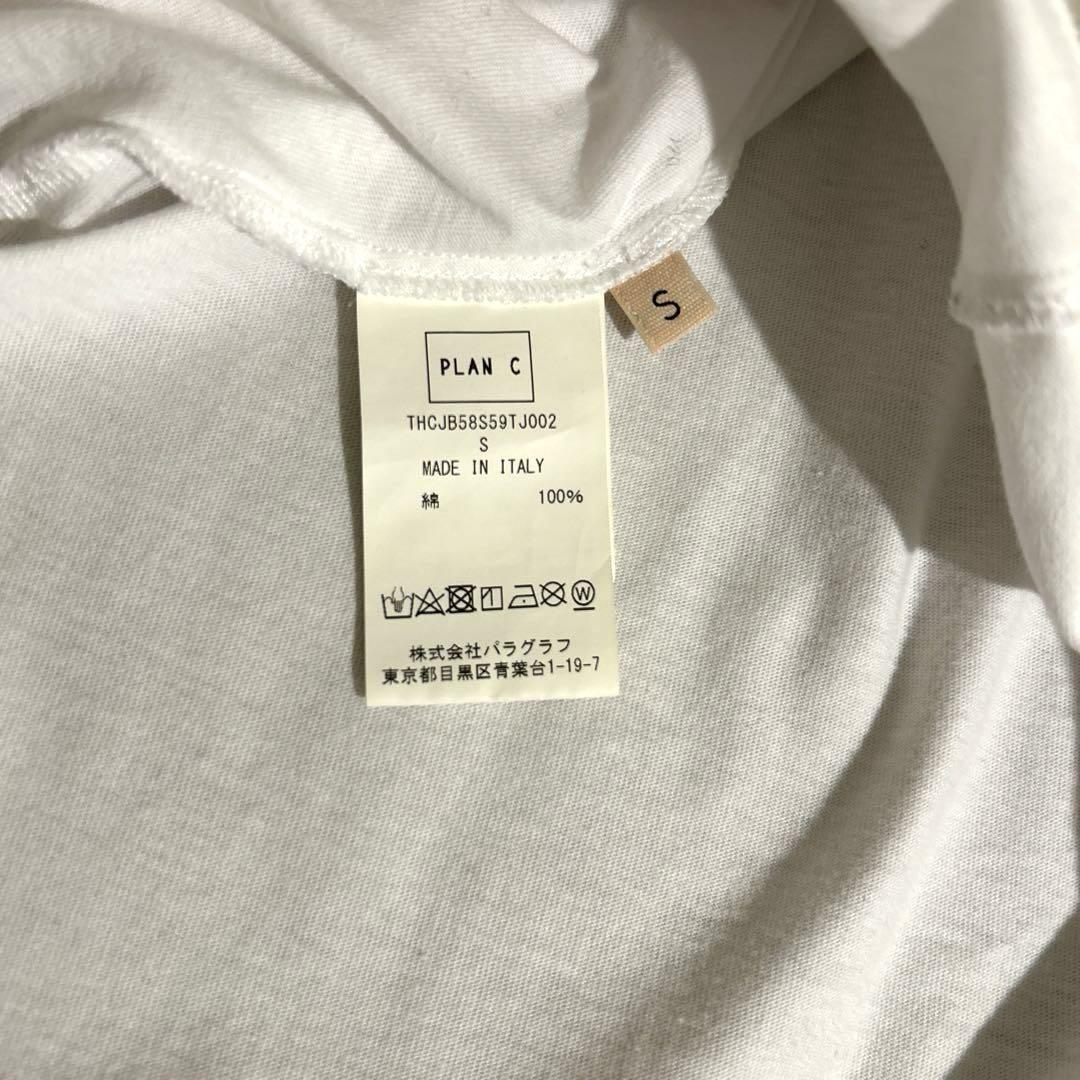 S
PLAN C
THCJB58S59TJ002
S
MADE IN ITALY
綿 100%
W
株式会社パラグラフ
東京都目黒区青葉台1-19-7